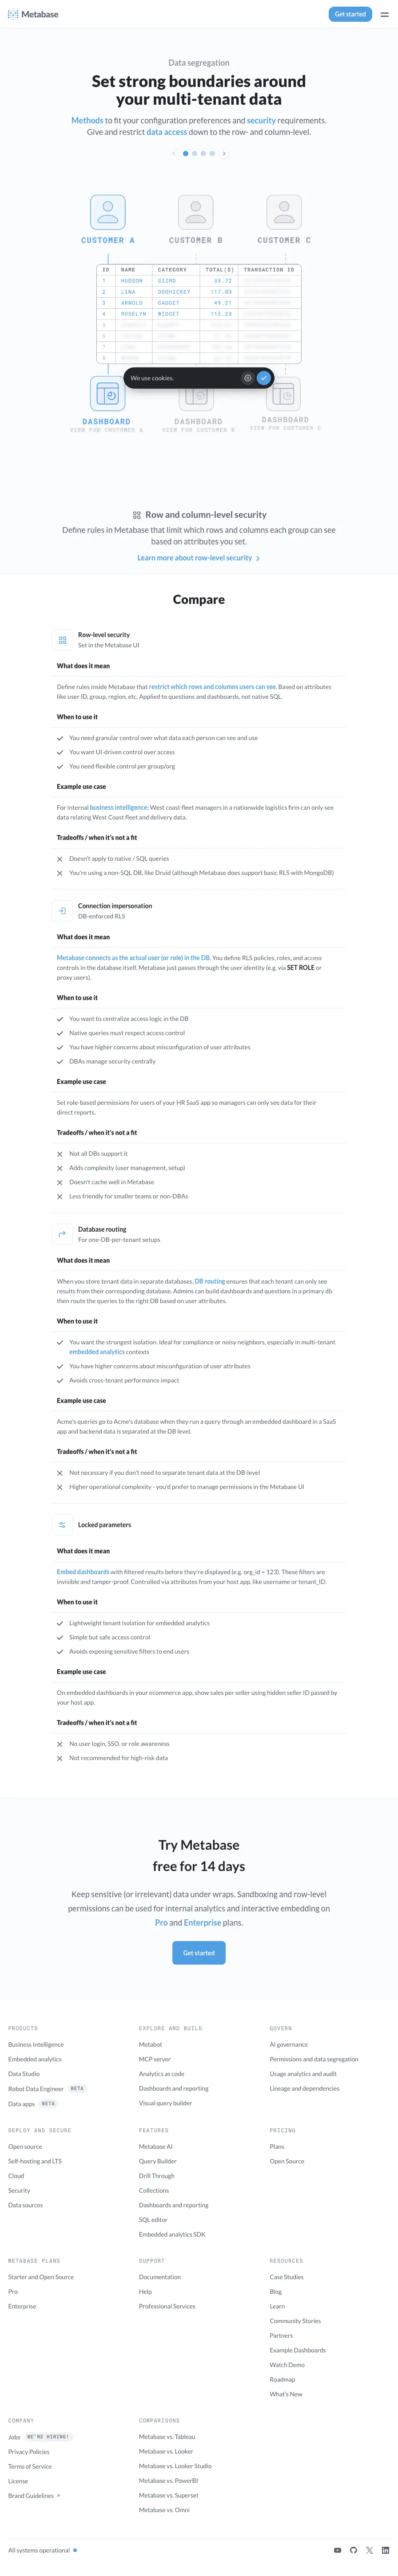 Metabase
Get started
Data segregation
Set strong boundaries around
your multi-tenant data
Methods to fit your configuration preferences and security requirements.
Give and restrict data access down to the row- and column-level.
CUSTOMER A
CUSTOMER B
CUSTOMER C
ID NAME CATEGORY TOTAL($) TRANSACTION ID
1 HUDSON GIZMO 39.72
2 LINA DOOHICKEY 117.03
3 ARNOLD GADGET 49.21
4 ROSELYN WIDGET 115.23
5
6
7
8
We use cookies.
DASHBOARD
VIEW FOR CUSTOMER A
DASHBOARD
VIEW FOR CUSTOMER B
DASHBOARD
VIEW FOR CUSTOMER C
Row and column-level security
Define rules in Metabase that limit which rows and columns each group can see
based on attributes you set.
Learn more about row-level security
Compare
Row-level security
Set in the Metabase UI
What does it mean
Define rules inside Metabase that restrict which rows and columns users can see. Based on attributes
like user ID, group, region, etc. Applied to questions and dashboards, not native SQL.
When to use it
You need granular control over what data each person can see and use
You want UI-driven control over access
You need flexible control per group/org
Example use case
For internal business intelligence: West coast fleet managers in a nationwide logistics firm can only see
data relating West Coast fleet and delivery data.
Tradeoffs / when it's not a fit
Doesn't apply to native / SQL queries
You're using a non-SQL DB, like Druid (although Metabase does support basic RLS with MongoDB)
Connection impersonation
DB-enforced RLS
What does it mean
Metabase connects as the actual user (or role) in the DB. You define RLS policies, roles, and access
controls in the database itself. Metabase just passes through the user identity (e.g. via SET ROLE or
proxy users).
When to use it
You want to centralize access logic in the DB
Native queries must respect access control
You have higher concerns about misconfiguration of user attributes
DBAs manage security centrally
Example use case
Set role-based permissions for users of your HR SaaS app so managers can only see data for their
direct reports.
Tradeoffs / when it's not a fit
Not all DBs support it
Adds complexity (user management, setup)
Doesn't cache well in Metabase
Less friendly for smaller teams or non-DBAs
Database routing
For one-DB-per-tenant setups
What does it mean
When you store tenant data in separate databases, DB routing ensures that each tenant can only see
results from their corresponding database. Admins can build dashboards and questions in a primary db
then route the queries to the right DB based on user attributes.
When to use it
You want the strongest isolation. Ideal for compliance or noisy neighbors, especially in multi-tenant
embedded analytics contexts
You have higher concerns about misconfiguration of user attributes
Avoids cross-tenant performance impact
Example use case
Acme's queries go to Acme's database when they run a query through an embedded dashboard in a SaaS
app and backend data is separated at the DB level.
Tradeoffs / when it's not a fit
Not necessary if you don't need to separate tenant data at the DB-level
Higher operational complexity - you'd prefer to manage permissions in the Metabase UI
Locked parameters
What does it mean
Embed dashboards with filtered results before they're displayed (e.g. org_id = 123). These filters are
invisible and tamper-proof. Controlled via attributes from your host app, like username or tenant_ID.
When to use it
Lightweight tenant isolation for embedded analytics
Simple but safe access control
Avoids exposing sensitive filters to end users
Example use case
On embedded dashboards in your ecommerce app, show sales per seller using hidden seller ID passed by
your host app.
Tradeoffs / when it's not a fit
No user login, SSO, or role awareness
Not recommended for high-risk data
Try Metabase
free for 14 days
Keep sensitive (or irrelevant) data under wraps. Sandboxing and row-level
permissions can be used for internal analytics and interactive embedding on
Pro and Enterprise plans.
Get started
PRODUCTS
Business Intelligence
Embedded analytics
Data Studio
Robot Data Engineer BETA
Data apps BETA
EXPLORE AND BUILD
Metabot
MCP server
Analytics as code
Dashboards and reporting
Visual query builder
GOVERN
AI governance
Permissions and data segregation
Usage analytics and audit
Lineage and dependencies
DEPLOY AND SECURE
Open source
Self-hosting and LTS
Cloud
Security
Data sources
FEATURES
Metabase AI
Query Builder
Drill Through
Collections
Dashboards and reporting
SQL editor
Embedded analytics SDK
PRICING
Plans
Open Source
METABASE PLANS
Starter and Open Source
Pro
Enterprise
SUPPORT
Documentation
Help
Professional Services
RESOURCES
Case Studies
Blog
Learn
Community Stories
Partners
Example Dashboards
Watch Demo
Roadmap
What's New
COMPANY
Jobs WE'RE HIRING!
Privacy Policies
Terms of Service
License
Brand Guidelines ↗
COMPARISONS
Metabase vs. Tableau
Metabase vs. Looker
Metabase vs. Looker Studio
Metabase vs. PowerBI
Metabase vs. Superset
Metabase vs. Omni
All systems operational